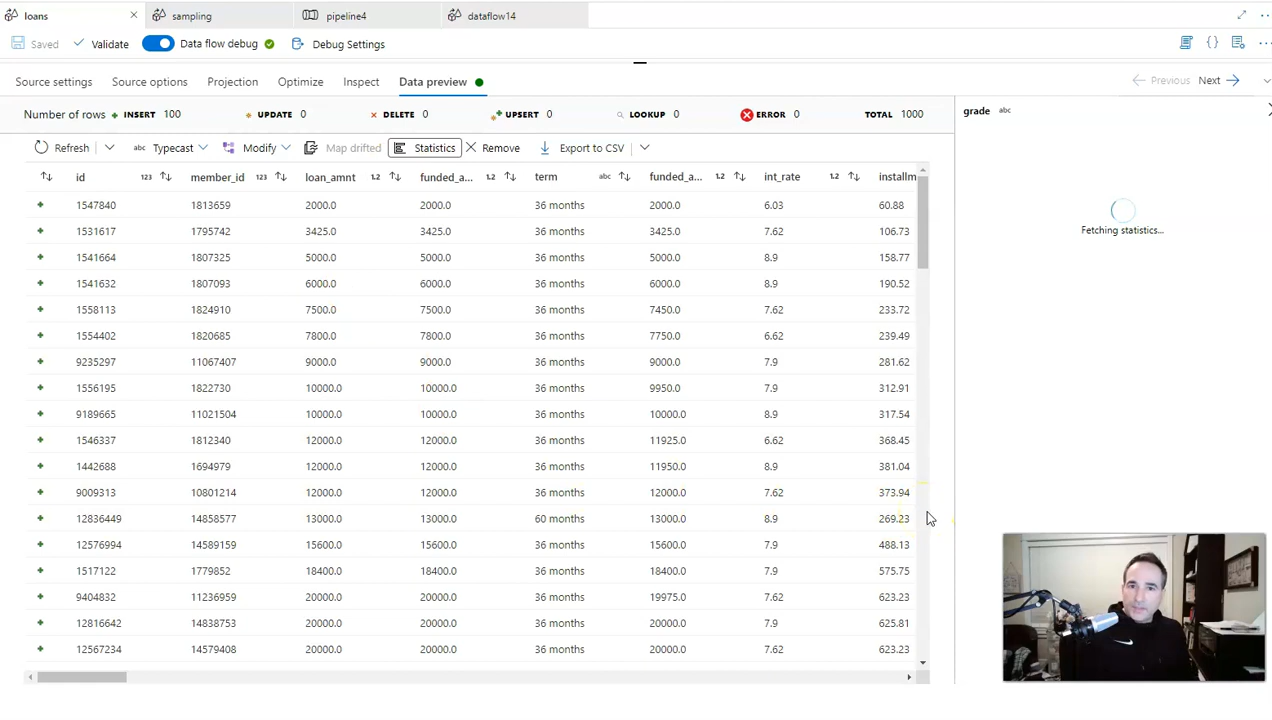 loans sampling pipeline4 dataflow14
Saved Validate Data flow debug Debug Settings
Source settings Source options Projection Optimize Inspect Data preview Previous Next
Number of rows INSERT 100 UPDATE 0 DELETE 0 UPSERT 0 LOOKUP 0 ERROR 0 TOTAL 1000
grade abc
Refresh abc Typecast Modify Map drifted Statistics Remove Export to CSV
id 123 member_id 123 loan_amnt 1.2 funded_a... 1.2 term abc funded_a... 1.2 int_rate 1.2 installm
1547840 1813659 2000.0 2000.0 36 months 2000.0 6.03 60.88
1531617 1795742 3425.0 3425.0 36 months 3425.0 7.62 106.73
1541664 1807325 5000.0 5000.0 36 months 5000.0 8.9 158.77
1541632 1807093 6000.0 6000.0 36 months 6000.0 8.9 190.52
1558113 1824910 7500.0 7500.0 36 months 7450.0 7.62 233.72
1554402 1820685 7800.0 7800.0 36 months 7750.0 6.62 239.49
9235297 11067407 9000.0 9000.0 36 months 9000.0 7.9 281.62
1556195 1822730 10000.0 10000.0 36 months 9950.0 7.9 312.91
9189665 11021504 10000.0 10000.0 36 months 10000.0 8.9 317.54
1546337 1812340 12000.0 12000.0 36 months 11925.0 6.62 368.45
1442688 1694979 12000.0 12000.0 36 months 11950.0 8.9 381.04
9009313 10801214 12000.0 12000.0 36 months 12000.0 7.62 373.94
12836449 14858577 13000.0 13000.0 60 months 13000.0 8.9 269.23
12576994 14589159 15600.0 15600.0 36 months 15600.0 7.9 488.13
1517122 1779852 18400.0 18400.0 36 months 18400.0 7.9 575.75
9404832 11236959 20000.0 20000.0 36 months 19975.0 7.62 623.23
12816642 14838753 20000.0 20000.0 36 months 20000.0 7.9 625.81
12567234 14579408 20000.0 20000.0 36 months 20000.0 7.62 623.23
Fetching statistics...